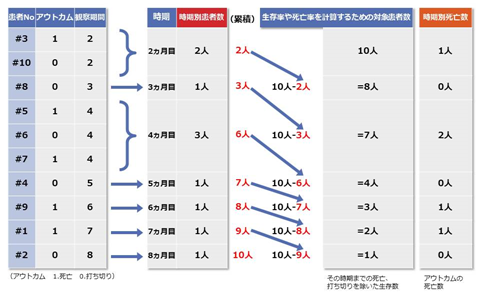 患者No アウトカム 観察期間 時期 時期別患者数 (累積) 生存率や死亡率を計算するための対象患者数 時期別死亡数
#3 1 2
2ヵ月目 2人 2人 10人 1人
#10 0 2
#8 0 3 3ヵ月目 1人 3人 10人-2人 =8人 0人
#5 1 4
#6 0 4 4ヵ月目 3人 6人 10人-3人 =7人 2人
#7 1 4
#4 0 5 5ヵ月目 1人 7人 10人-6人 =4人 0人
#9 1 6 6ヵ月目 1人 8人 10人-7人 =3人 1人
#1 1 7 7ヵ月目 1人 9人 10人-8人 =2人 1人
#2 0 8 8ヵ月目 1人 10人 10人-9人 =1人 0人
(アウトカム 1.死亡 0.打ち切り)
その時期までの死亡、
打ち切りを除いた生存数
アウトカムの
死亡数